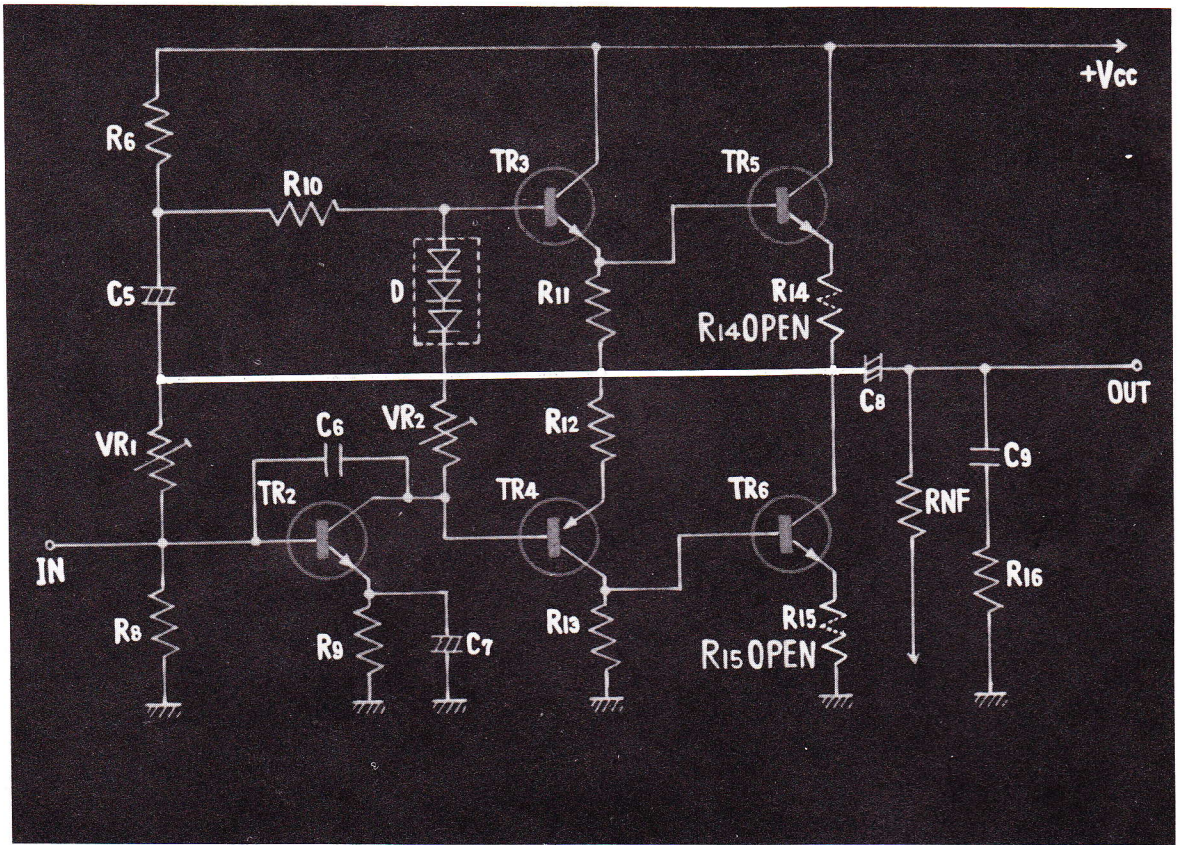 +Vcc
R6
TR3
TR5
R10
C5
D
R11
R14
R14 OPEN
C8
OUT
VR1
C6
VR2
R12
C9
TR2
TR4
TR6
RNF
IN
R16
R8
R9
C7
R13
R15
R15 OPEN